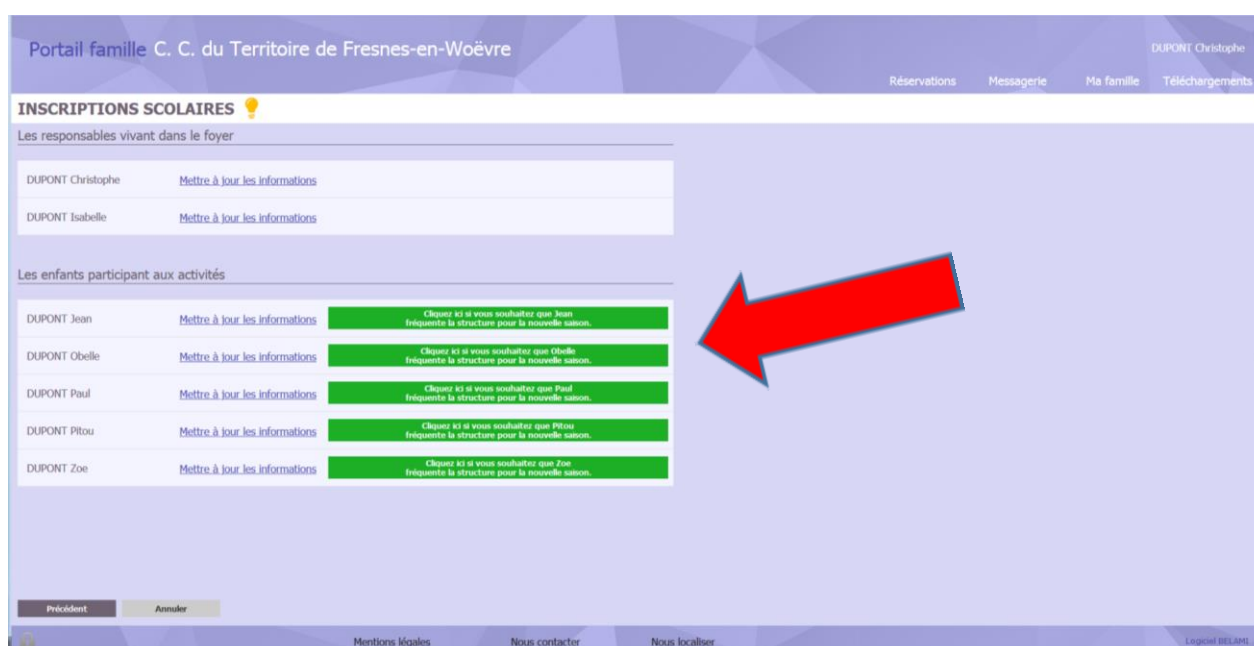 Portail famille C. C. du Territoire de Fresnes-en-Woëvre
DUPONT Christophe
Réservations Messagerie Ma famille Téléchargements
INSCRIPTIONS SCOLAIRES
Les responsables vivant dans le foyer
DUPONT Christophe Mettre à jour les informations
DUPONT Isabelle Mettre à jour les informations
Les enfants participant aux activités
DUPONT Jean Mettre à jour les informations
Cliquez ici si vous souhaitez que Jean
fréquente la structure pour la nouvelle saison.
DUPONT Obelle Mettre à jour les informations
Cliquez ici si vous souhaitez que Obelle
fréquente la structure pour la nouvelle saison.
DUPONT Paul Mettre à jour les informations
Cliquez ici si vous souhaitez que Paul
fréquente la structure pour la nouvelle saison.
DUPONT Pitou Mettre à jour les informations
Cliquez ici si vous souhaitez que Pitou
fréquente la structure pour la nouvelle saison.
DUPONT Zoe Mettre à jour les informations
Cliquez ici si vous souhaitez que Zoe
fréquente la structure pour la nouvelle saison.
Précédent Annuler
Mentions légales Nous contacter Nous localiser Logiciel BELAMI